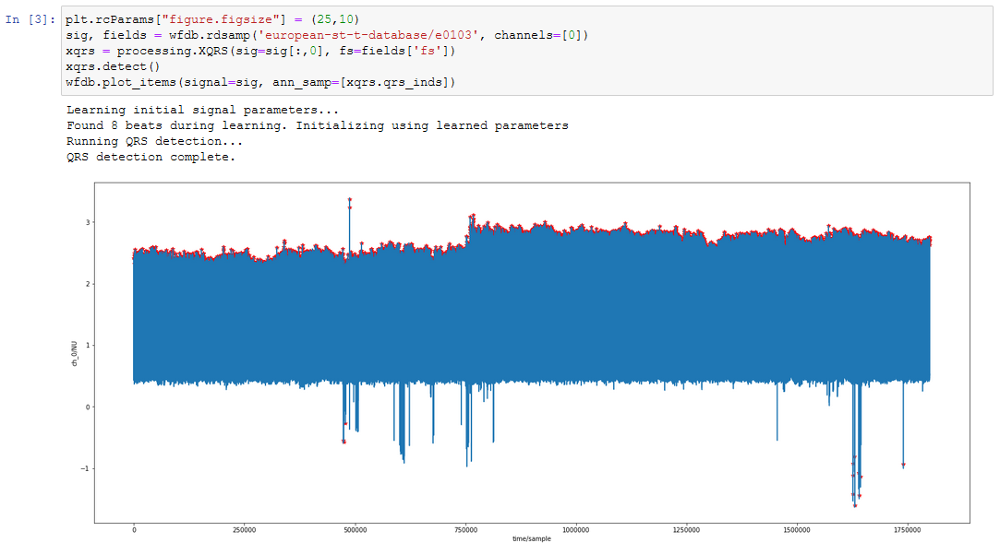 In [3]: plt.rcParams["figure.figsize"] = (25,10)
sig, fields = wfdb.rdsamp('european-st-t-database/e0103', channels=[0])
xqrs = processing.XQRS(sig=sig[:,0], fs=fields['fs'])
xqrs.detect()
wfdb.plot_items(signal=sig, ann_samp=[xqrs.qrs_inds])
Learning initial signal parameters...
Found 8 beats during learning. Initializing using learned parameters
Running QRS detection...
QRS detection complete.
3
2
1
0
−1
ch_0/NU
0 250000 500000 750000 1000000 1250000 1500000 1750000
time/sample